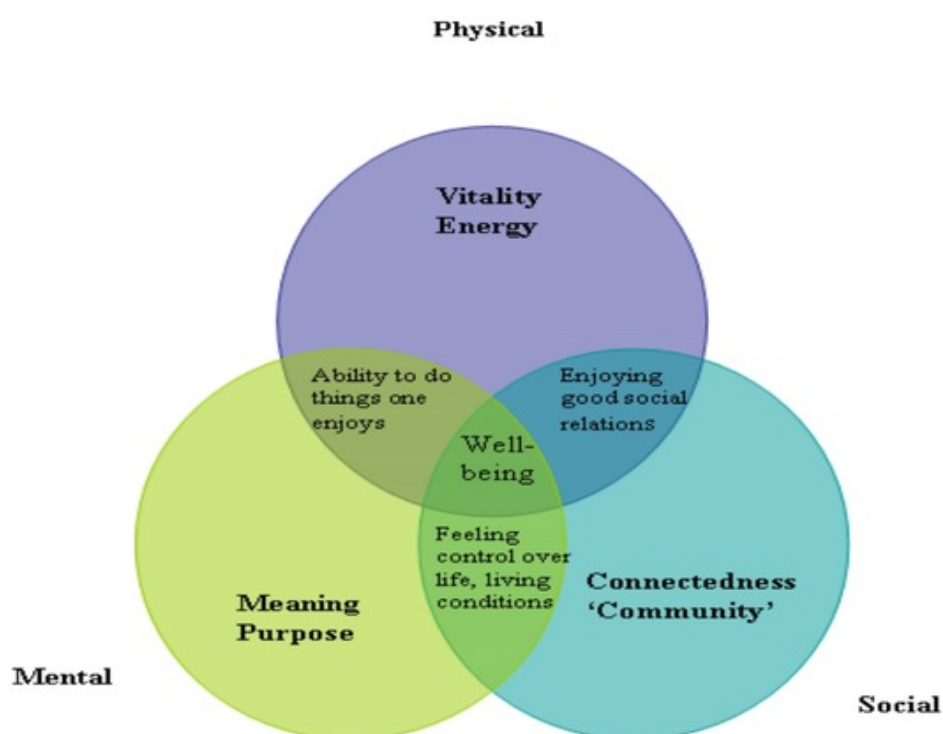 Physical
Vitality
Energy
Ability to do
things one
enjoys
Enjoying
good social
relations
Well-
being
Feeling
control over
life, living
conditions
Meaning
Purpose
Connectedness
‘Community’
Mental
Social